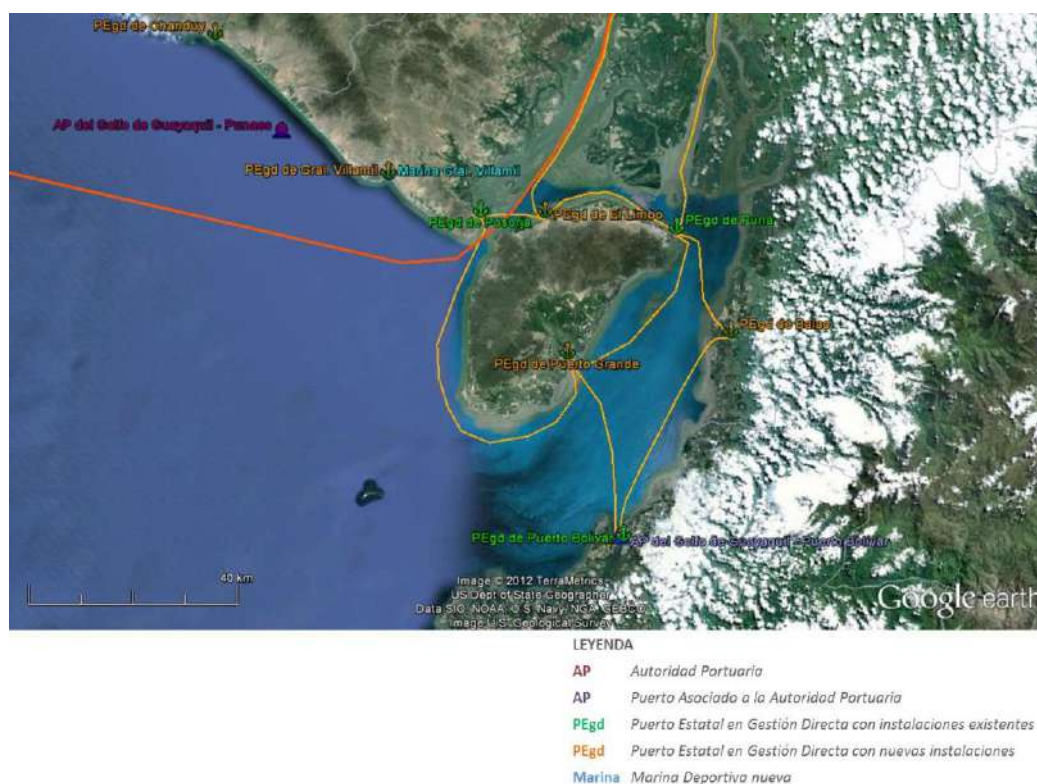 PEgd de Chanduy
AP del Golfo de Guayaquil - Punaes
PEgd de Gral. Villamil
Marina Gral. Villamil
PEgd de Posorja
PEgd de El Limbo
PEgd de Puna
PEgd de Balao
PEgd de Puerto Grande
PEgd de Puerto Bolívar
AP del Golfo de Guayaquil - Puerto Bolívar
40 km
Image © 2012 TerraMetrics
US Dept of State Geographer
Data SIO, NOAA, U.S. Navy, NGA, GEBCO
Image U.S. Geological Survey
Google earth
LEYENDA
AP Autoridad Portuaria
AP Puerto Asociado a la Autoridad Portuaria
PEgd Puerto Estatal en Gestión Directa con instalaciones existentes
PEgd Puerto Estatal en Gestión Directa con nuevas instalaciones
Marina Marina Deportiva nueva